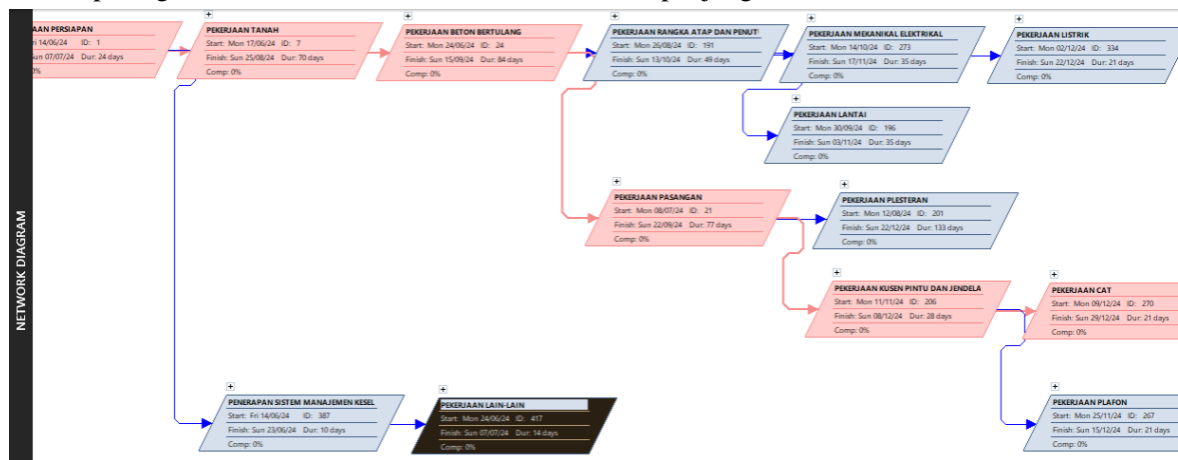 AAN PERSIAPAN
Fri 14/06/24 ID: 1
Sun 07/07/24 Dur: 24 days
0%
PEKERJAAN TANAH
Start: Mon 17/06/24 ID: 7
Finish: Sun 25/08/24 Dur: 70 days
Comp: 0%
PEKERJAAN BETON BERTULANG
Start: Mon 24/06/24 ID: 24
Finish: Sun 15/09/24 Dur: 84 days
Comp: 0%
PEKERJAAN RANGKA ATAP DAN PENUT
Start: Mon 26/08/24 ID: 191
Finish: Sun 13/10/24 Dur: 49 days
Comp: 0%
PEKERJAAN MEKANIKAL ELEKTRIKAL
Start: Mon 14/10/24 ID: 273
Finish: Sun 17/11/24 Dur: 35 days
Comp: 0%
PEKERJAAN LISTRIK
Start: Mon 02/12/24 ID: 334
Finish: Sun 22/12/24 Dur: 21 days
Comp: 0%
PEKERJAAN LANTAI
Start: Mon 30/09/24 ID: 196
Finish: Sun 03/11/24 Dur: 35 days
Comp: 0%
PEKERJAAN PASANGAN
Start: Mon 08/07/24 ID: 21
Finish: Sun 22/09/24 Dur: 77 days
Comp: 0%
PEKERJAAN PLESTERAN
Start: Mon 12/08/24 ID: 201
Finish: Sun 22/12/24 Dur: 133 days
Comp: 0%
NETWORK DIAGRAM
PEKERJAAN KUSEN PINTU DAN JENDELA
Start: Mon 11/11/24 ID: 206
Finish: Sun 08/12/24 Dur: 28 days
Comp: 0%
PEKERJAAN CAT
Start: Mon 09/12/24 ID: 270
Finish: Sun 29/12/24 Dur: 21 days
Comp: 0%
PENERAPAN SISTEM MANAJEMEN KESEL
Start: Fri 14/06/24 ID: 387
Finish: Sun 23/06/24 Dur: 10 days
Comp: 0%
PEKERJAAN LAIN-LAIN
Start: Mon 24/06/24 ID: 417
Finish: Sun 07/07/24 Dur: 14 days
Comp: 0%
PEKERJAAN PLAFON
Start: Mon 25/11/24 ID: 267
Finish: Sun 15/12/24 Dur: 21 days
Comp: 0%